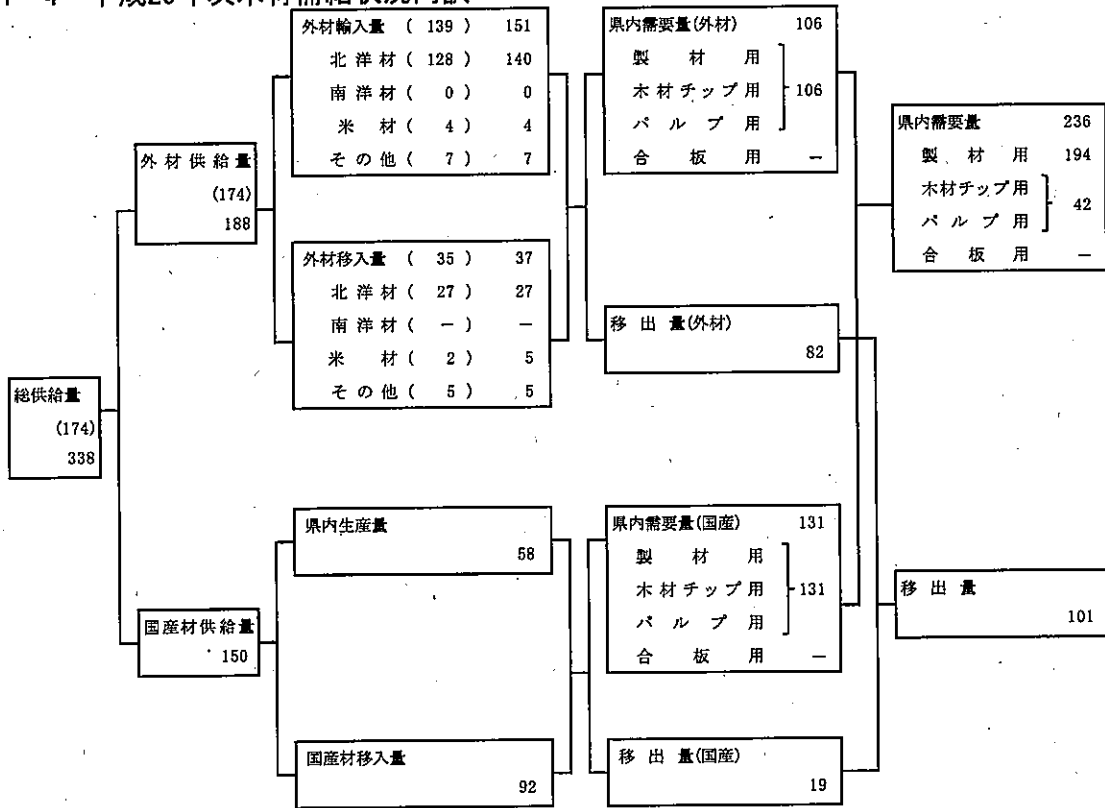 総供給量
(174)
338
外材供給量
(174)
188
国産材供給量
150
外材輸入量 ( 139 ) 151
北洋材 ( 128 ) 140
南洋材 ( 0 ) 0
米材 ( 4 ) 4
その他 ( 7 ) 7
外材移入量 ( 35 ) 37
北洋材 ( 27 ) 27
南洋材 ( － ) －
米材 ( 2 ) 5
その他 ( 5 ) 5
県内生産量
58
国産材移入量
92
県内需要量(外材) 106
製材用
木材チップ用 106
パルプ用
合板用 －
移出量(外材)
82
県内需要量(国産) 131
製材用
木材チップ用 131
パルプ用
合板用 －
移出量(国産)
19
県内需要量 236
製材用 194
木材チップ用
パルプ用 42
合板用 －
移出量
101